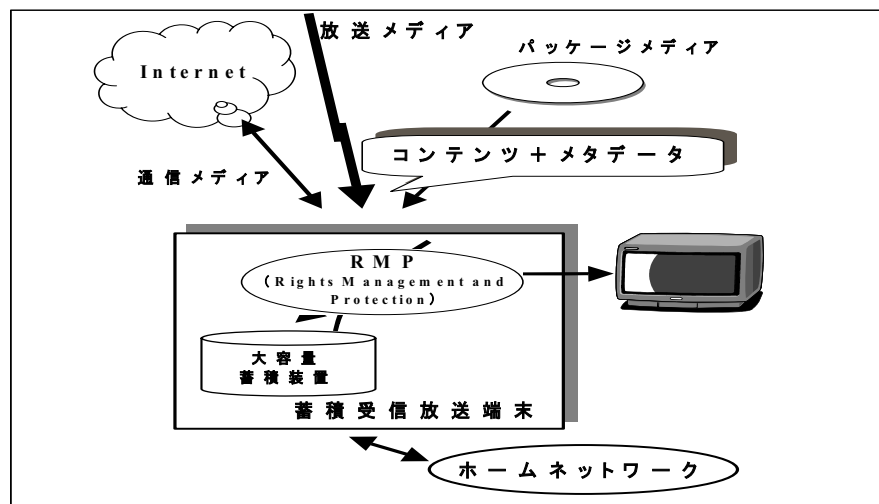 放送メディア
パッケージメディア
Internet
コンテンツ＋メタデータ
通信メディア
RMP
(Rights Management and
Protection)
大容量
蓄積装置
蓄積受信放送端末
ホームネットワーク